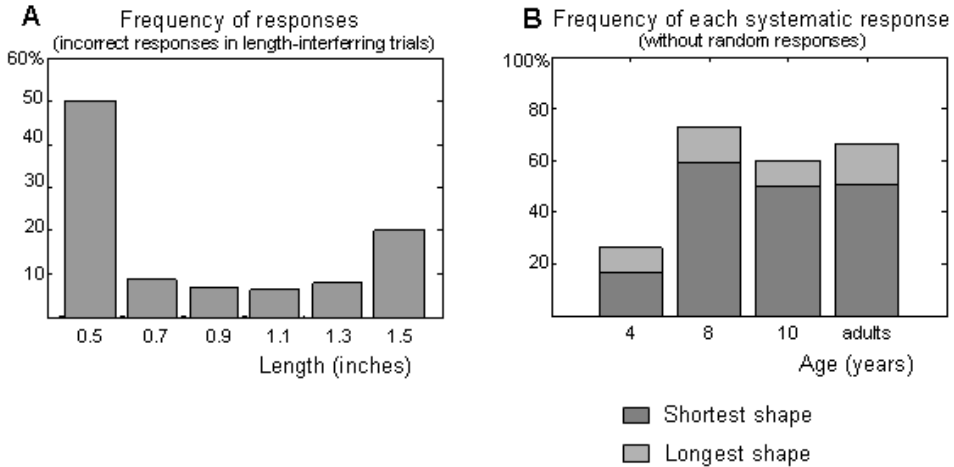 A
Frequency of responses
(incorrect responses in length-interfering trials)
60%
50
40
30
20
10
0.5 0.7 0.9 1.1 1.3 1.5
Length (inches)
B
Frequency of each systematic response
(without random responses)
100%
80
60
40
20
4 8 10 adults
Age (years)
Shortest shape
Longest shape